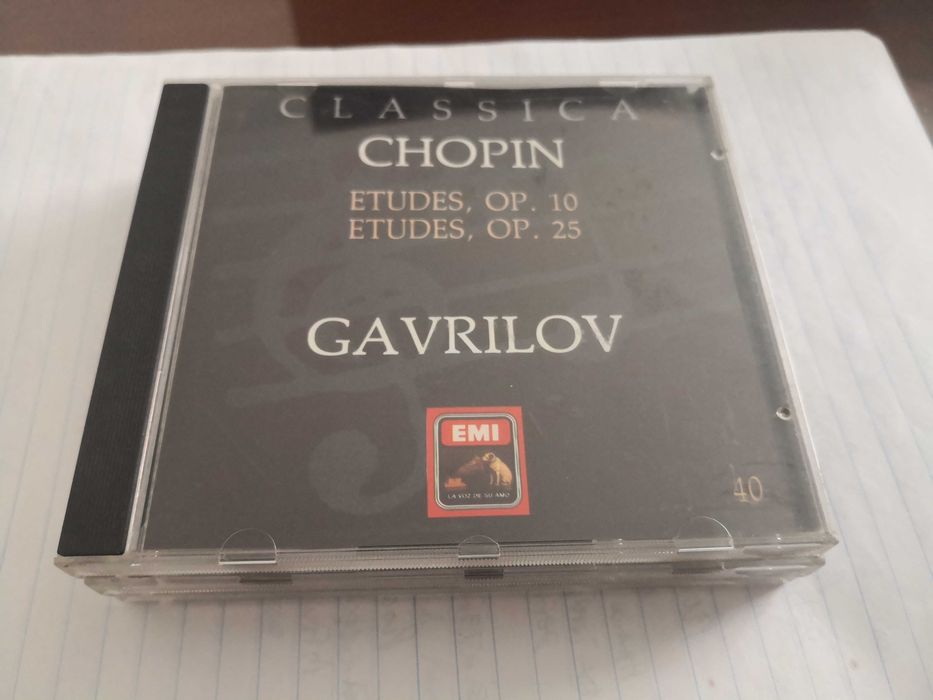 CLASSICA
CHOPIN
ETUDES, OP. 10
ETUDES, OP. 25
GAVRILOV
EMI
LA VOZ DE SU AMO
40